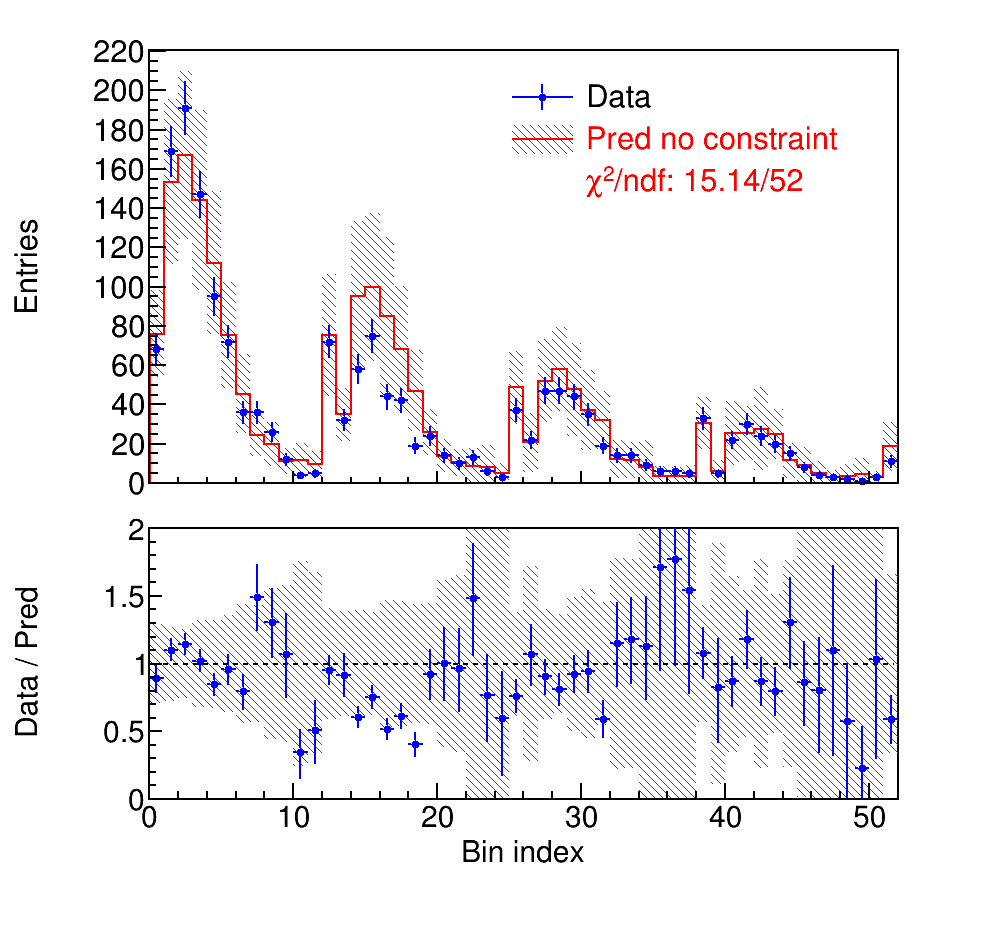 220
200
180
160
140
120
100
80
60
40
20
0
Entries
Data
Pred no constraint
χ²/ndf: 15.14/52
2
1.5
1
0.5
0
Data / Pred
0 10 20 30 40 50
Bin index